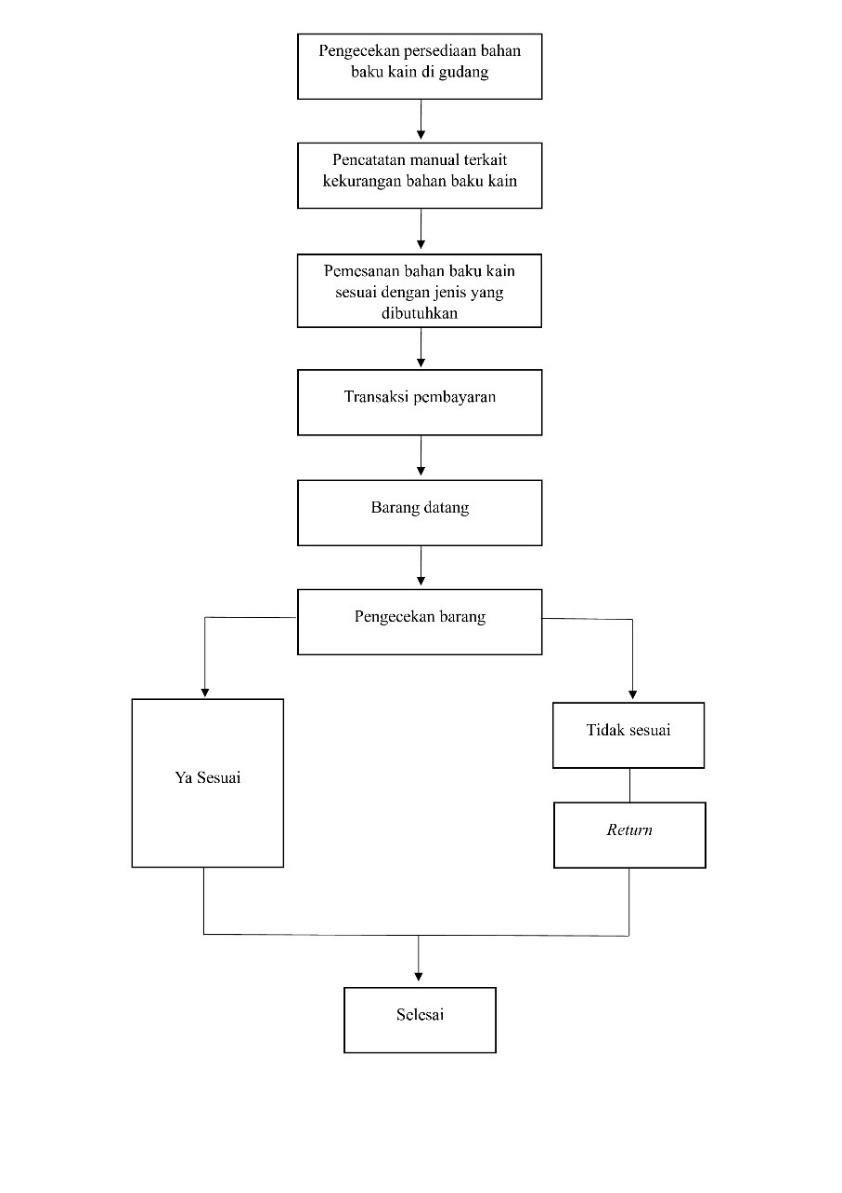 Pengecekan persediaan bahan
baku kain di gudang
Pencatatan manual terkait
kekurangan bahan baku kain
Pemesanan bahan baku kain
sesuai dengan jenis yang
dibutuhkan
Transaksi pembayaran
Barang datang
Pengecekan barang
Ya Sesuai
Tidak sesuai
Return
Selesai